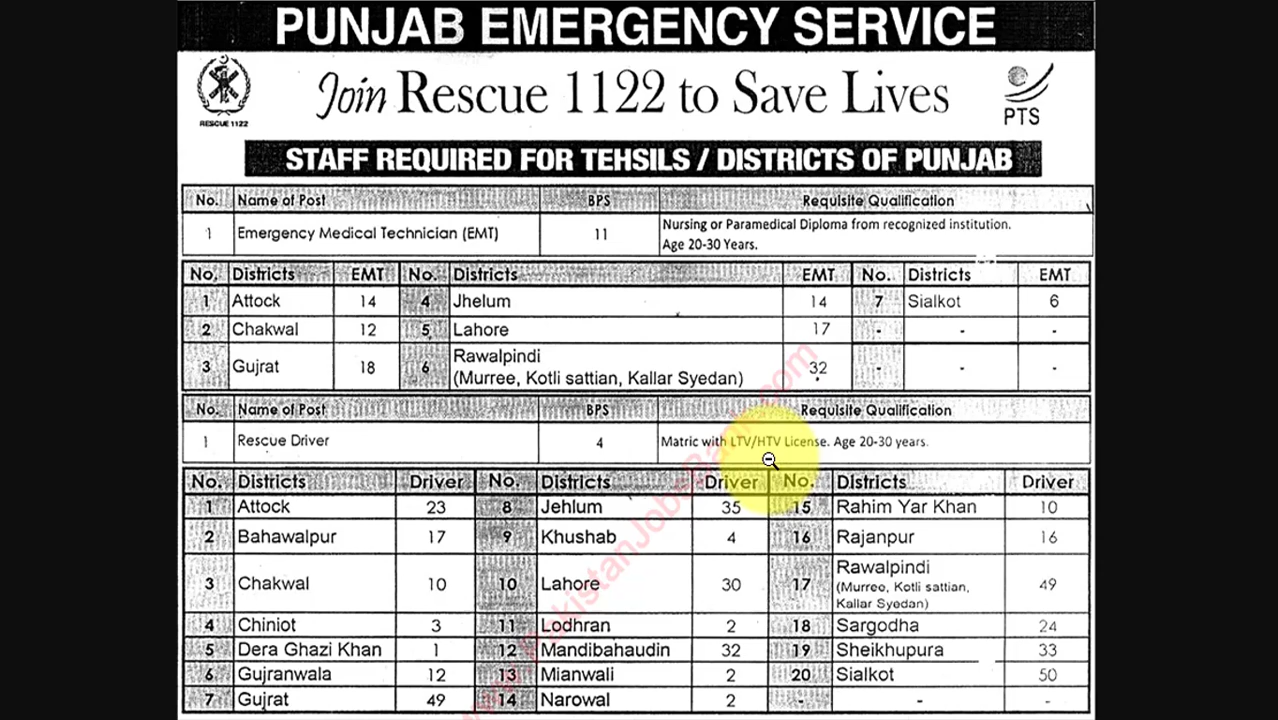 PUNJAB EMERGENCY SERVICE
RESCUE 1122
Join Rescue 1122 to Save Lives
PTS
STAFF REQUIRED FOR TEHSILS / DISTRICTS OF PUNJAB
No. Name of Post BPS Requisite Qualification
1 Emergency Medical Technician (EMT) 11 Nursing or Paramedical Diploma from recognized institution.
Age 20-30 Years.
No. Districts EMT No. Districts EMT No. Districts EMT
1 Attock 14 4 Jhelum 14 7 Sialkot 6
2 Chakwal 12 5 Lahore 17 - - -
3 Gujrat 18 6 Rawalpindi
(Murree, Kotli sattian, Kallar Syedan) 32 - - -
No. Name of Post BPS Requisite Qualification
1 Rescue Driver 4 Matric with LTV/HTV License. Age 20-30 years.
No. Districts Driver No. Districts Driver No. Districts Driver
1 Attock 23 8 Jehlum 35 15 Rahim Yar Khan 10
2 Bahawalpur 17 9 Khushab 4 16 Rajanpur 16
3 Chakwal 10 10 Lahore 30 17 Rawalpindi
(Murree, Kotli sattian,
Kallar Syedan) 49
4 Chiniot 3 11 Lodhran 2 18 Sargodha 24
5 Dera Ghazi Khan 1 12 Mandibahaudin 32 19 Sheikhupura 33
6 Gujranwala 12 13 Mianwali 2 20 Sialkot 50
7 Gujrat 49 14 Narowal 2 - - -
www.PakistanJobsBank.com